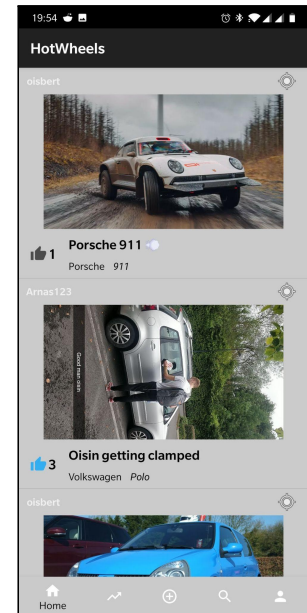 19:54
HotWheels
oisbert
Porsche 911
1
Porsche 911
Arnas123
Good man oisin
Oisin getting clamped
3
Volkswagen Polo
oisbert
Home